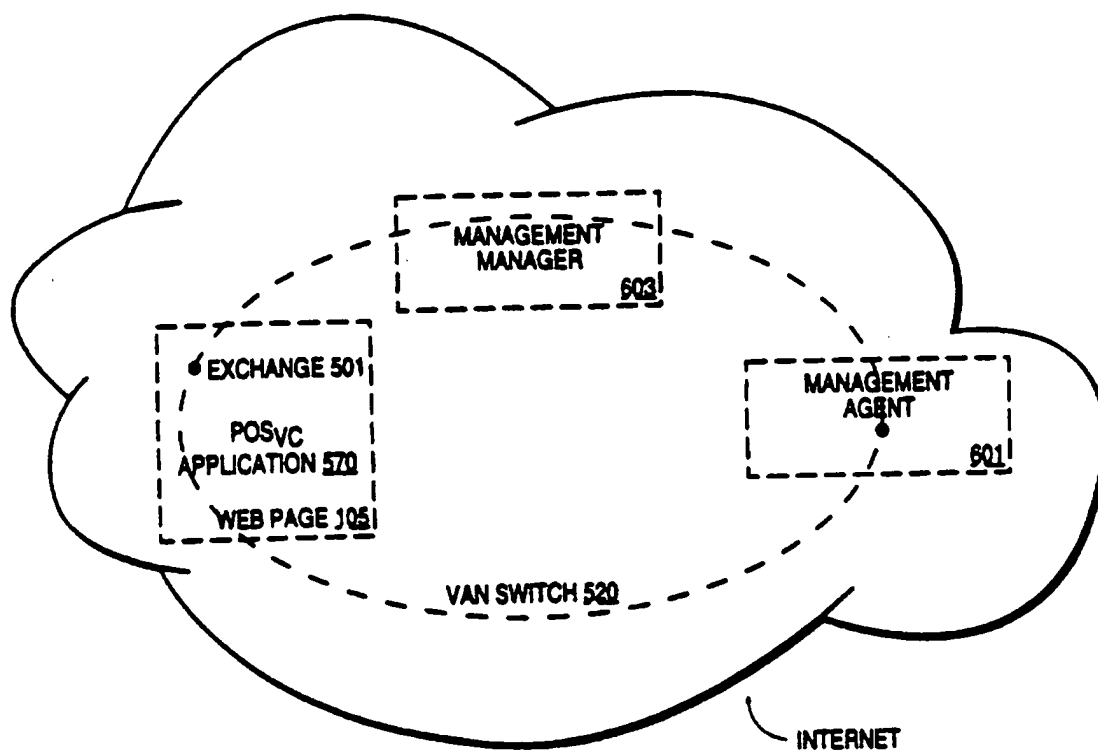 MANAGEMENT
MANAGER
603
EXCHANGE 501
MANAGEMENT
AGENT
601
POSVC
APPLICATION 570
WEB PAGE 105
VAN SWITCH 520
INTERNET